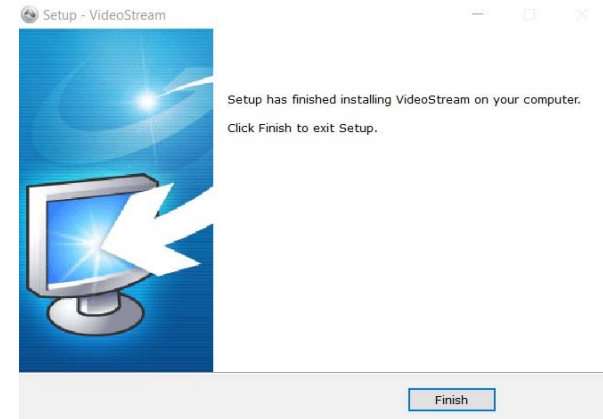 Setup - VideoStream
Setup has finished installing VideoStream on your computer.
Click Finish to exit Setup.
Finish